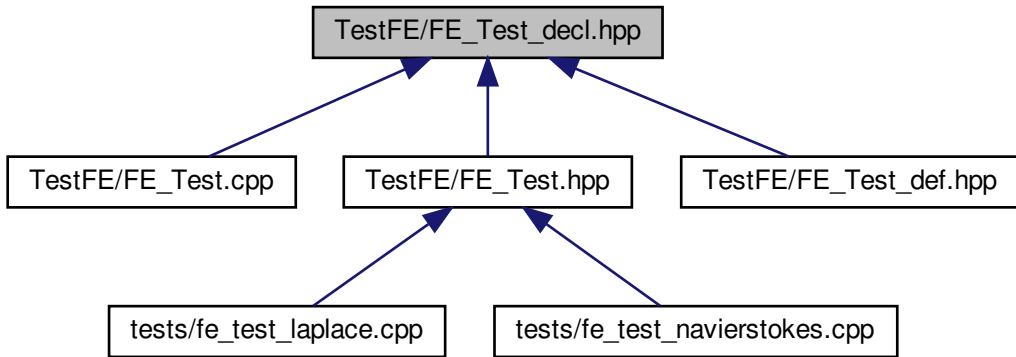 TestFE/FE_Test_decl.hpp
TestFE/FE_Test.cpp
TestFE/FE_Test.hpp
TestFE/FE_Test_def.hpp
tests/fe_test_laplace.cpp
tests/fe_test_navierstokes.cpp